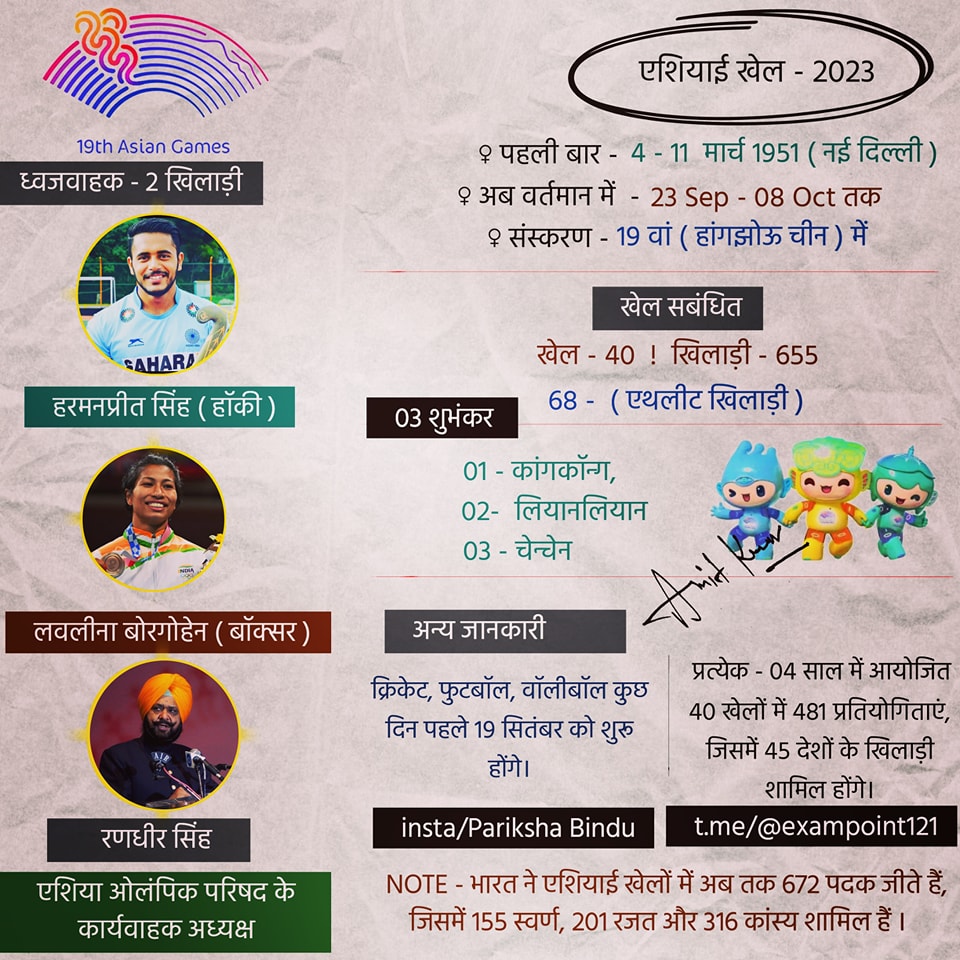 19th Asian Games
एशियाई खेल - 2023
ध्वजवाहक - 2 खिलाड़ी
♀ पहली बार - 4 - 11 मार्च 1951 ( नई दिल्ली )
♀ अब वर्तमान में - 23 Sep - 08 Oct तक
♀ संस्करण - 19 वां ( हांगझोऊ चीन ) में
SAHARA
हरमनप्रीत सिंह ( हॉकी )
INDIA
लवलीना बोरगोहेन ( बॉक्सर )
रणधीर सिंह
एशिया ओलंपिक परिषद के
कार्यवाहक अध्यक्ष
खेल सबंधित
खेल - 40 ! खिलाड़ी - 655
68 - ( एथलीट खिलाड़ी )
03 शुभंकर
01 - कांगकॉन्ग,
02- लियानलियान
03 - चेन्चेन
Amit Kumar
अन्य जानकारी
क्रिकेट, फुटबॉल, वॉलीबॉल कुछ
दिन पहले 19 सितंबर को शुरू
होंगे।
प्रत्येक - 04 साल में आयोजित
40 खेलों में 481 प्रतियोगिताएं,
जिसमें 45 देशों के खिलाड़ी
शामिल होंगे।
insta/Pariksha Bindu
t.me/@exampoint121
NOTE - भारत ने एशियाई खेलों में अब तक 672 पदक जीते हैं,
जिसमें 155 स्वर्ण, 201 रजत और 316 कांस्य शामिल हैं ।